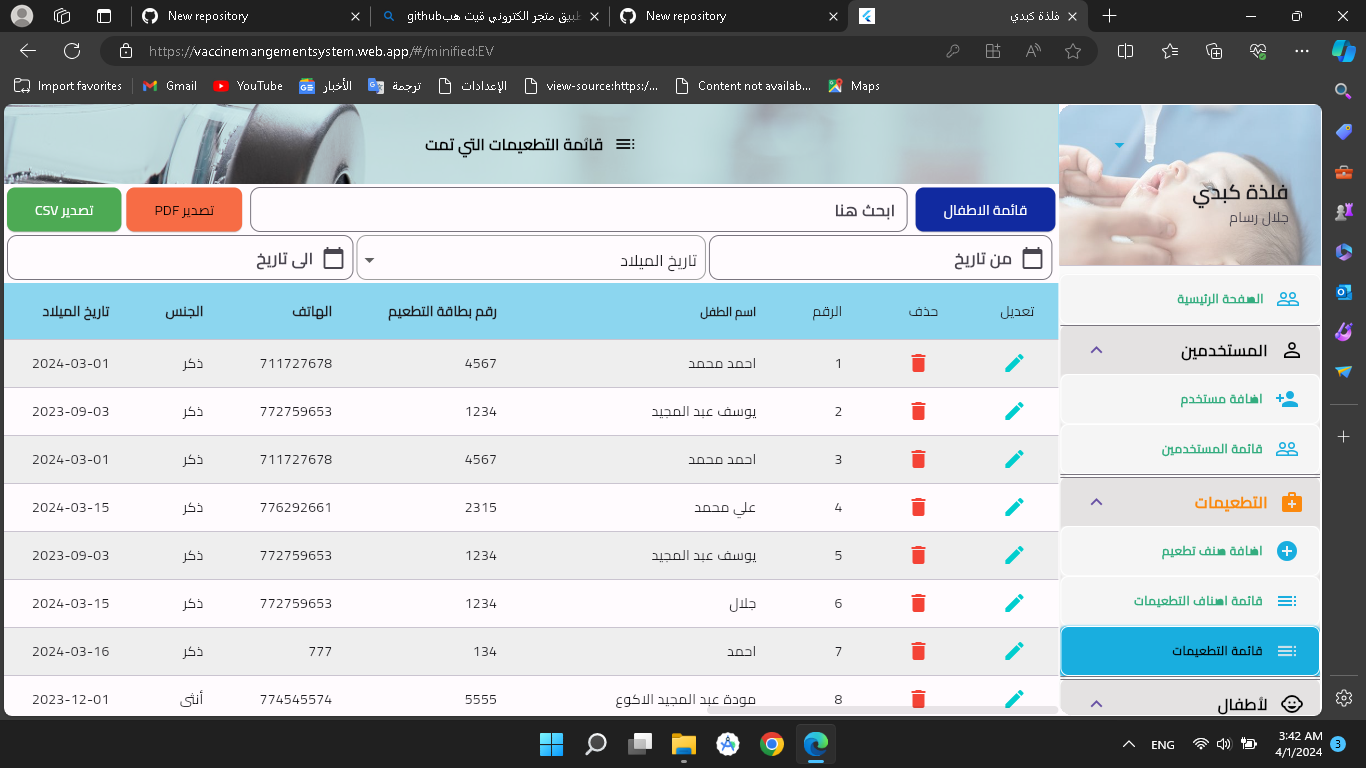 New repository
githubطبيق متجر الكتروني قيت هب
New repository
فلذة كبدي
https://vaccinemangementsystem.web.app/#/minified:EV
Import favorites
Gmail
YouTube
الأخبار
ترجمة
الإعدادات
view-source:https:/...
Content not availab...
Maps
قائمة التطعيمات التي تمت
فلذة كبدي
جلال رسام
قائمة الاطفال
ابحث هنا
تصدير PDF
تصدير CSV
من تاريخ
تاريخ الميلاد
الى تاريخ
تعديل حذف الرقم اسم الطفل رقم بطاقة التطعيم الهاتف الجنس تاريخ الميلاد
1 احمد محمد 4567 711727678 ذكر 2024-03-01
2 يوسف عبد المجيد 1234 772759653 ذكر 2023-09-03
3 احمد محمد 4567 711727678 ذكر 2024-03-01
4 علي محمد 2315 776292661 ذكر 2024-03-15
5 يوسف عبد المجيد 1234 772759653 ذكر 2023-09-03
6 جلال 1234 772759653 ذكر 2024-03-15
7 احمد 134 777 ذكر 2024-03-16
8 مودة عبد المجيد الاكوع 5555 774545574 أنثى 2023-12-01
الصفحة الرئيسية
المستخدمين
اضافة مستخدم
قائمة المستخدمين
التطعيمات
اضافة صنف تطعيم
قائمة اصناف التطعيمات
قائمة التطعيمات
لأطفال
ENG
3:42 AM
4/1/2024
3